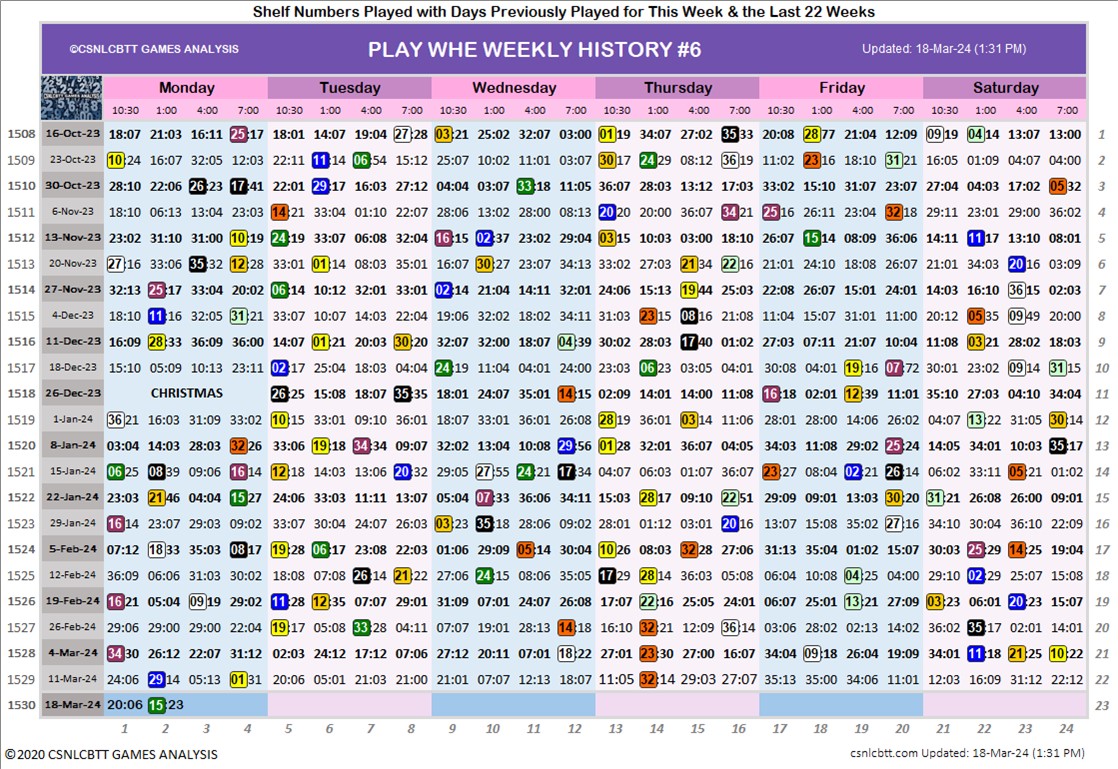 Shelf Numbers Played with Days Previously Played for This Week & the Last 22 Weeks
©CSNLCBTT GAMES ANALYSIS PLAY WHE WEEKLY HISTORY #6 Updated: 18-Mar-24 (1:31 PM)
Monday Tuesday Wednesday Thursday Friday Saturday
10:30 1:00 4:00 7:00 10:30 1:00 4:00 7:00 10:30 1:00 4:00 7:00 10:30 1:00 4:00 7:00 10:30 1:00 4:00 7:00 10:30 1:00 4:00 7:00
1508 16-Oct-23 18:07 21:03 16:11 25:17 18:01 14:07 19:04 27:28 03:21 25:02 32:07 03:00 01:19 34:07 27:02 35:33 20:08 28:77 21:04 12:09 09:19 04:14 13:07 13:00 1
1509 23-Oct-23 10:24 16:07 32:05 12:03 22:11 11:14 06:54 15:12 25:07 10:02 11:01 03:07 30:17 24:29 08:12 36:19 11:02 23:16 18:10 31:21 16:05 01:09 04:07 04:00 2
1510 30-Oct-23 28:10 22:06 26:23 17:41 22:01 29:17 16:03 27:12 04:04 03:07 33:18 11:05 36:07 28:03 13:12 17:03 33:02 15:10 31:07 23:07 27:04 04:03 17:02 05:32 3
1511 6-Nov-23 18:10 06:13 13:04 23:03 14:21 33:04 01:10 22:07 28:06 13:02 28:00 08:13 20:20 20:00 36:07 34:21 25:16 26:11 23:04 32:18 29:11 23:01 29:00 36:02 4
1512 13-Nov-23 23:02 31:10 31:00 10:19 24:19 33:07 06:08 32:04 16:15 02:37 23:02 29:04 03:15 10:03 03:00 18:10 26:07 15:14 08:09 36:06 14:11 11:17 13:10 08:01 5
1513 20-Nov-23 27:16 33:06 35:32 12:28 33:01 01:14 08:03 35:01 16:07 30:27 23:07 34:13 33:02 27:03 21:34 22:16 21:01 24:10 18:08 26:07 21:01 34:03 20:16 03:09 6
1514 27-Nov-23 32:13 25:17 33:04 20:02 06:14 10:12 32:01 33:01 02:14 21:04 14:11 32:01 24:06 15:13 19:44 25:03 22:08 26:07 15:12 24:01 14:03 16:10 36:15 02:03 7
1515 4-Dec-23 18:10 11:16 32:05 31:21 33:07 10:07 14:03 22:04 19:06 32:02 18:02 34:11 31:03 23:15 08:16 21:08 11:04 15:07 31:05 12:01 20:12 05:35 09:49 20:00 8
1516 11-Dec-23 16:09 28:33 36:09 36:00 14:07 01:21 20:03 30:20 32:07 32:00 18:07 04:39 30:02 28:03 17:40 01:02 27:03 07:11 21:07 10:04 11:08 03:21 28:02 18:03 9
1517 18-Dec-23 15:10 05:09 10:13 23:11 02:17 25:08 14:04 01:05 24:19 11:04 04:01 24:00 23:03 06:23 03:05 04:01 30:08 04:01 19:16 07:72 30:01 23:02 09:14 31:15 10
1518 26-Dec-23 CHRISTMAS 26:25 15:08 18:07 35:35 18:01 24:07 35:01 14:15 02:09 14:01 14:00 11:08 16:18 02:01 12:39 11:01 35:10 27:03 04:10 34:04 11
1519 1-Jan-24 36:21 16:03 31:09 33:02 10:15 33:01 09:10 36:01 18:07 33:01 36:01 09:01 28:19 36:01 03:14 11:06 28:01 28:00 14:06 26:02 04:07 13:22 31:05 30:14 12
1520 8-Jan-24 03:04 14:03 28:03 32:26 33:06 19:18 34:34 09:07 32:02 13:04 10:08 29:56 01:28 32:01 36:07 04:05 34:03 11:08 29:02 25:24 14:05 34:01 10:03 35:17 13
1521 15-Jan-24 06:25 08:39 09:06 16:14 12:18 14:03 13:06 20:32 29:05 27:55 24:21 17:34 04:07 06:03 01:05 36:07 23:27 09:04 02:21 26:14 06:02 33:11 05:21 01:02 14
1522 22-Jan-24 23:03 21:46 04:04 15:27 24:06 33:03 11:11 13:07 05:04 07:33 36:06 34:11 15:03 28:17 09:10 22:51 29:09 09:01 13:03 30:20 31:21 26:08 26:00 09:01 15
1523 29-Jan-24 16:14 23:07 29:03 09:02 33:07 30:04 24:07 26:03 03:23 35:18 28:06 09:02 28:01 01:12 03:01 20:16 13:07 15:08 35:02 27:16 34:10 30:04 36:10 22:09 16
1524 5-Feb-24 07:12 18:33 35:03 08:17 19:28 06:17 23:08 22:03 01:06 29:09 05:14 30:04 10:26 08:03 32:28 27:06 31:13 35:04 01:02 15:07 30:03 25:29 14:25 19:04 17
1525 12-Feb-24 36:09 06:06 31:03 30:02 18:08 07:08 26:14 21:22 27:06 24:15 08:06 35:05 17:29 28:14 36:03 05:08 06:04 10:08 04:25 04:00 29:10 02:29 25:07 15:08 18
1526 19-Feb-24 16:21 05:04 09:19 29:02 11:28 12:35 07:07 29:01 31:09 07:01 24:07 26:08 17:07 22:16 25:05 24:01 06:07 25:01 13:21 27:09 03:23 06:01 20:23 15:07 19
1527 26-Feb-24 29:06 29:00 29:00 22:04 19:17 05:08 33:28 04:11 07:07 19:01 28:13 14:18 16:10 32:21 12:09 36:14 03:05 28:02 02:13 14:02 36:02 35:17 02:01 14:01 20
1528 4-Mar-24 34:30 26:12 22:07 31:12 02:03 24:12 17:12 07:06 27:12 20:11 07:01 18:22 27:01 23:30 27:00 16:07 34:04 09:18 26:04 19:09 34:01 11:18 21:25 10:22 21
1529 11-Mar-24 24:06 29:14 05:13 01:31 20:06 05:01 21:03 21:00 21:01 07:07 12:13 18:07 11:05 32:14 29:03 27:07 35:13 35:00 34:06 11:01 12:03 16:09 31:12 22:12 22
1530 18-Mar-24 20:06 15:23 23
1 2 3 4 5 6 7 8 9 10 11 12 13 14 15 16 17 18 19 20 21 22 23 24
©2020 CSNLCBTT GAMES ANALYSIS csnlcbtt.com Updated: 18-Mar-24 (1:31 PM)